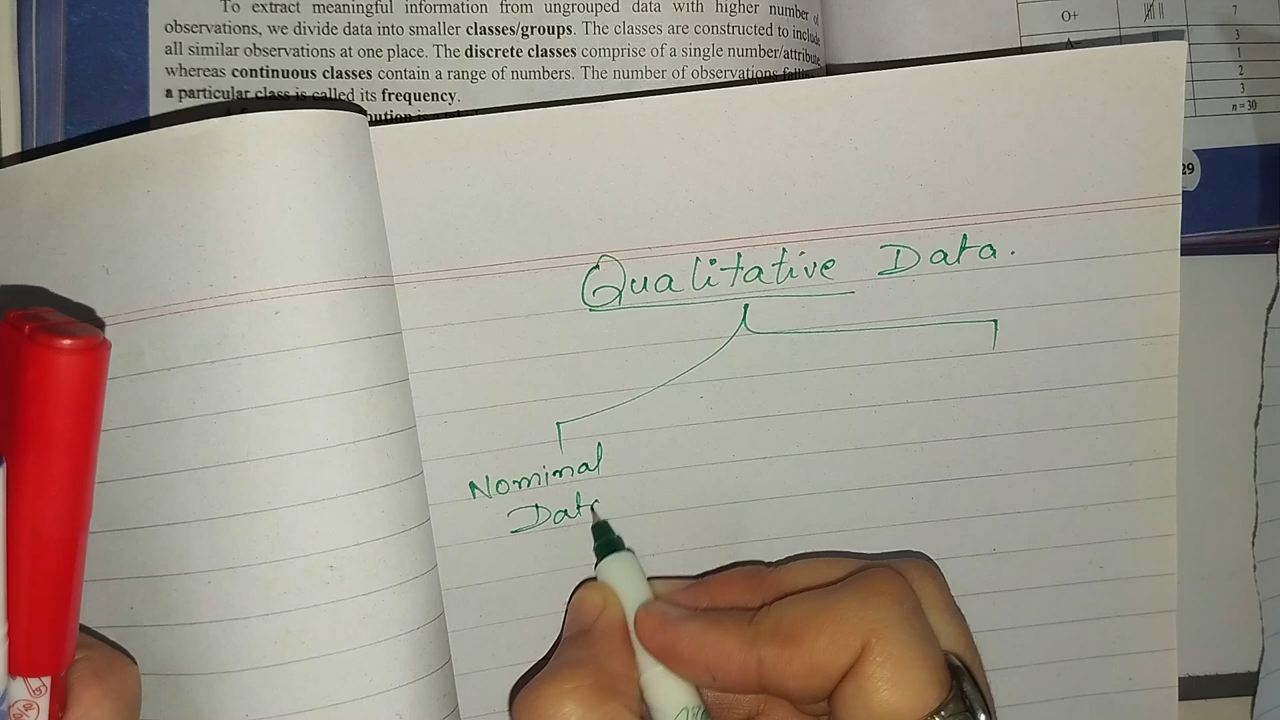 To extract meaningful information from ungrouped data with higher number of
observations, we divide data into smaller classes/groups. The classes are constructed to include
all similar observations at one place. The discrete classes comprise of a single number/attribute,
whereas continuous classes contain a range of numbers. The number of observations
a particular class is called its frequency.
O+ 7
3
1
2
3
n = 30
29
Qualitative Data.
Nominal
Dat